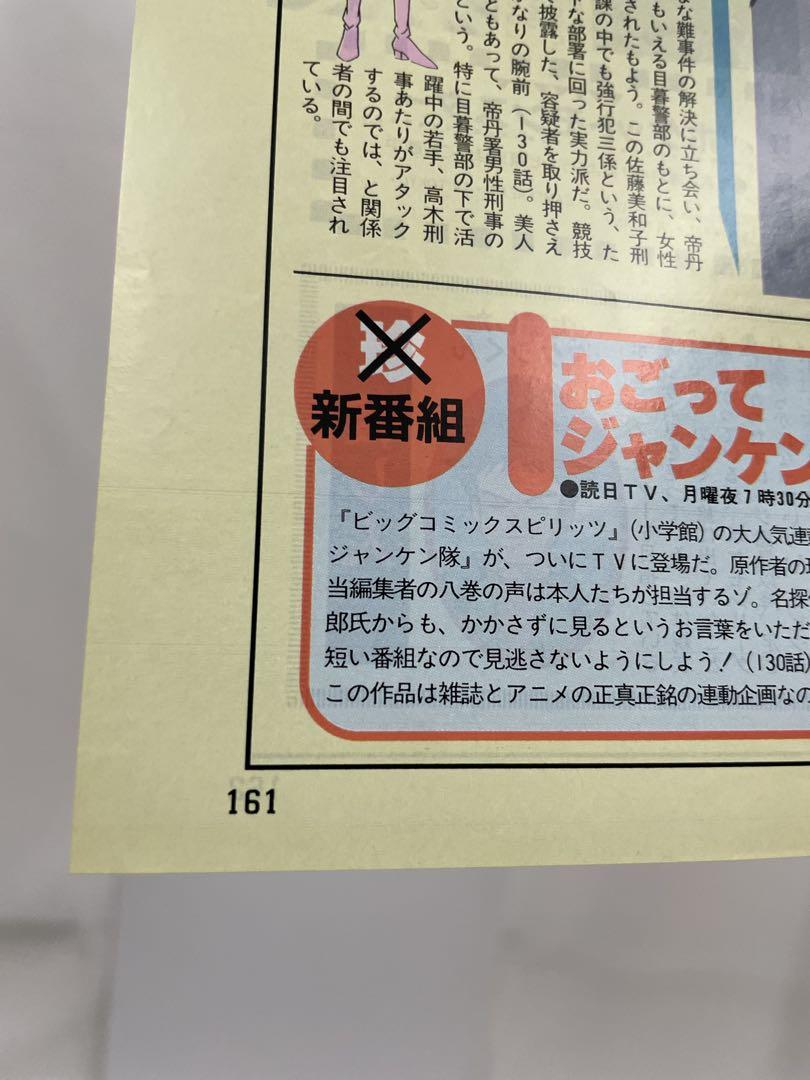 な難事件の解決に立ち会い、帝丹
もいえる目暮警部のもとに、女性
されたもよう。この佐藤美和子刑
課の中でも強行犯三係という、た
な部署に回った実力派だ。競技
披露した、容疑者を取り押さえ
なりの腕前(130話)。美人
ともあって、帝丹署男性刑事の
という。特に目暮警部の下で活
躍中の若手、高木刑
事あたりがアタック
するのでは、と関係
者の間でも注目され
ている。
珍
新番組
おごって
ジャンケン
●読日TV、月曜夜7時30分
『ビッグコミックスピリッツ』(小学館)の大人気連
ジャンケン隊』が、ついにTVに登場だ。原作者の
当編集者の八巻の声は本人たちが担当するゾ。名探
郎氏からも、かかさずに見るというお言葉をいただ
短い番組なので見逃さないようにしよう!(130話)
この作品は雑誌とアニメの正真正銘の連動企画なの
161